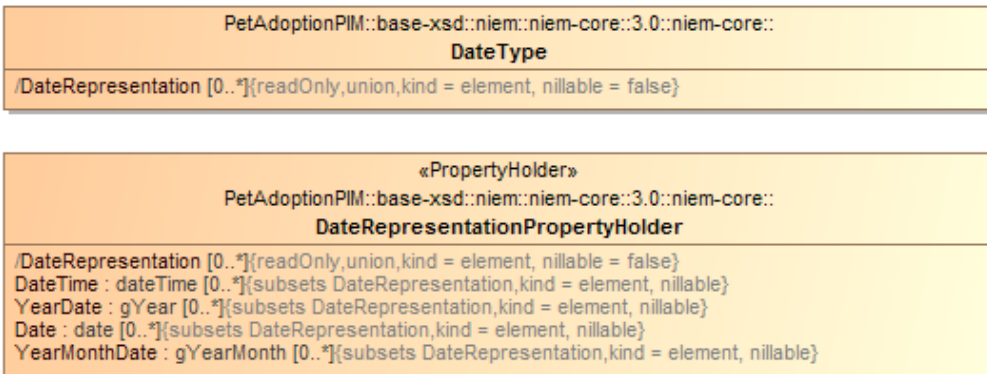 PetAdoptionPIM::base-xsd::niem::niem-core::3.0::niem-core::
DateType
/DateRepresentation [0..*]{readOnly,union,kind = element, nillable = false}
«PropertyHolder»
PetAdoptionPIM::base-xsd::niem::niem-core::3.0::niem-core::
DateRepresentationPropertyHolder
/DateRepresentation [0..*]{readOnly,union,kind = element, nillable = false}
DateTime : dateTime [0..*]{subsets DateRepresentation,kind = element, nillable}
YearDate : gYear [0..*]{subsets DateRepresentation,kind = element, nillable}
Date : date [0..*]{subsets DateRepresentation,kind = element, nillable}
YearMonthDate : gYearMonth [0..*]{subsets DateRepresentation,kind = element, nillable}